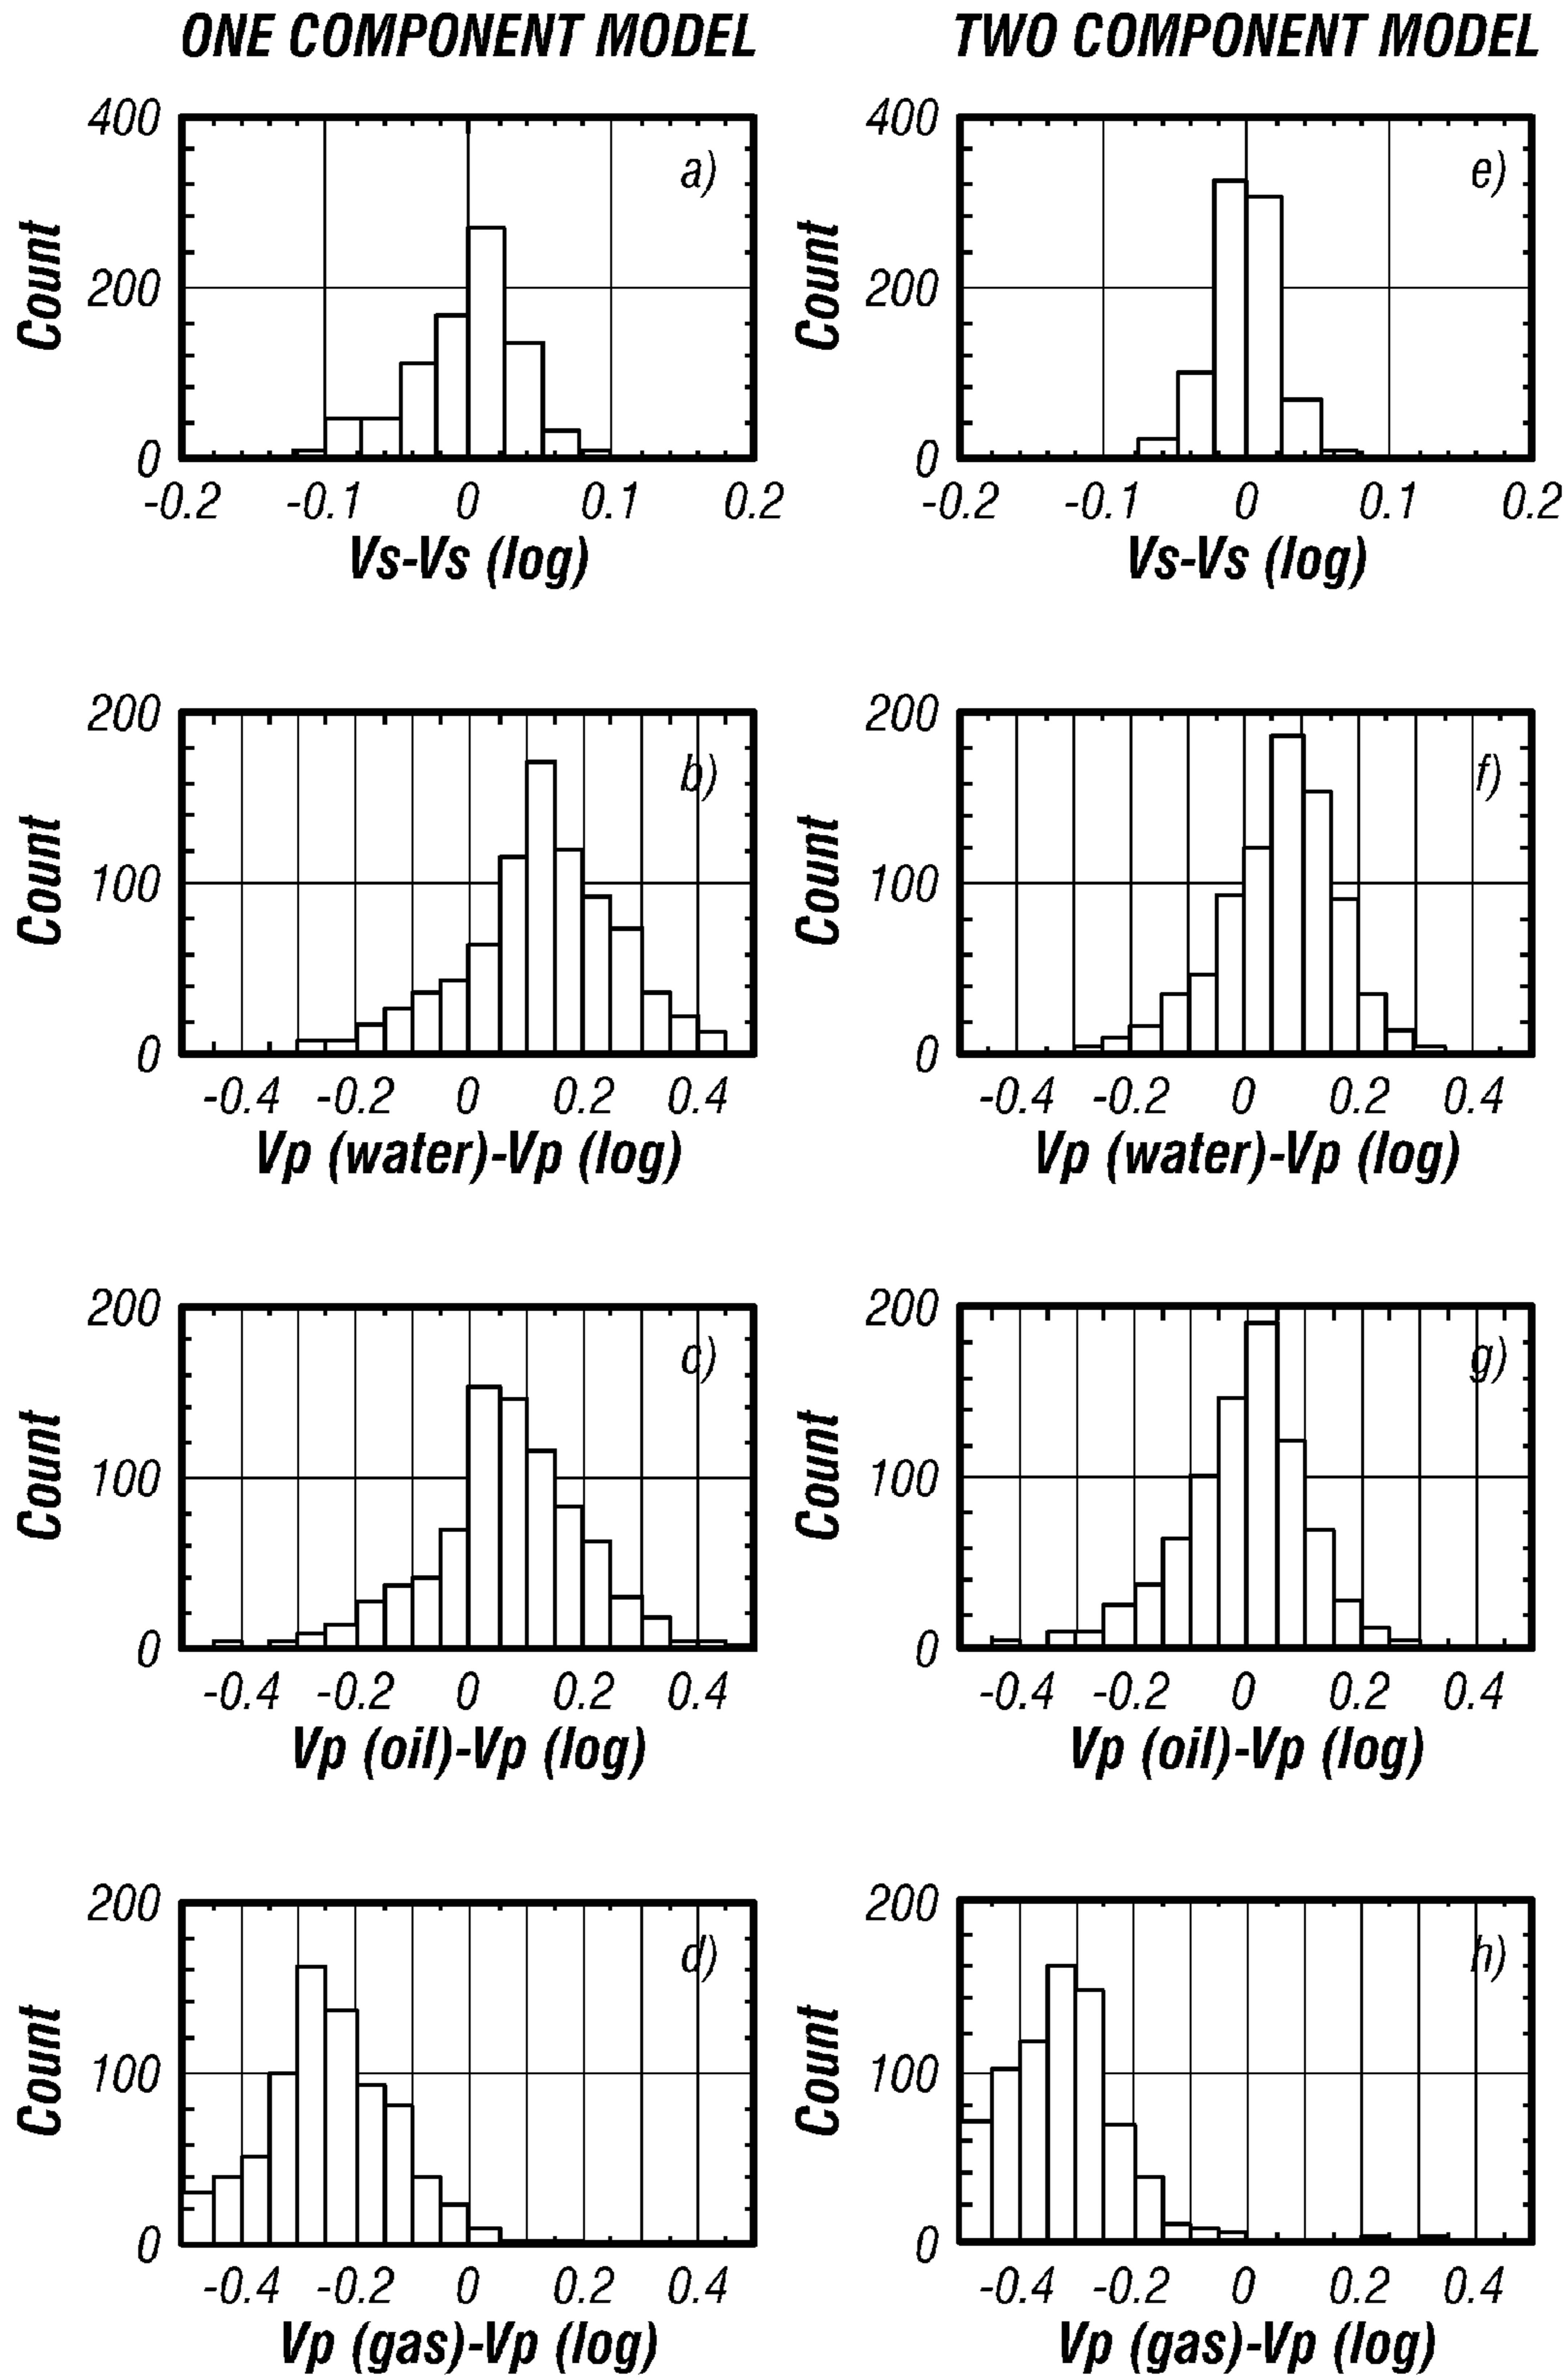 ONE COMPONENT MODEL TWO COMPONENT MODEL
400 400
a) e)
Count Count
200 200
0 0
-0.2 -0.1 0 0.1 0.2 -0.2 -0.1 0 0.1 0.2
Vs-Vs (log) Vs-Vs (log)
200 200
b) f)
Count Count
100 100
0 0
-0.4 -0.2 0 0.2 0.4 -0.4 -0.2 0 0.2 0.4
Vp (water)-Vp (log) Vp (water)-Vp (log)
200 200
c) g)
Count Count
100 100
0 0
-0.4 -0.2 0 0.2 0.4 -0.4 -0.2 0 0.2 0.4
Vp (oil)-Vp (log) Vp (oil)-Vp (log)
200 200
d) h)
Count Count
100 100
0 0
-0.4 -0.2 0 0.2 0.4 -0.4 -0.2 0 0.2 0.4
Vp (gas)-Vp (log) Vp (gas)-Vp (log)